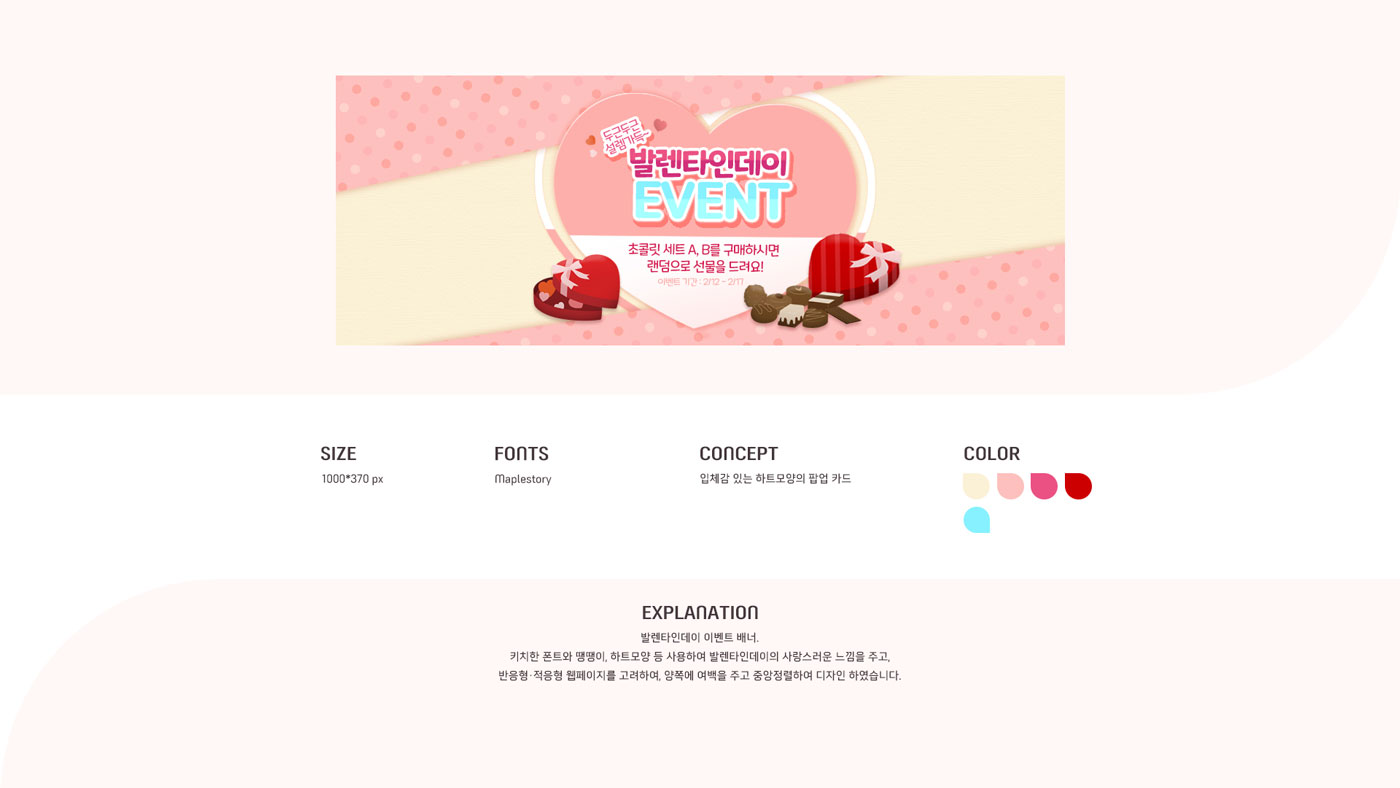 두근두근
설렘가득~
발렌타인데이
EVENT
초콜릿 세트 A, B를 구매하시면
랜덤으로 선물을 드려요!
이벤트 기간 : 2/12 ~ 2/17
SIZE
1000*370 px
FONTS
Maplestory
CONCEPT
입체감 있는 하트모양의 팝업 카드
COLOR
EXPLANATION
발렌타인데이 이벤트 배너.
키치한 폰트와 땡땡이, 하트모양 등 사용하여 발렌타인데이의 사랑스러운 느낌을 주고,
반응형·적응형 웹페이지를 고려하여, 양쪽에 여백을 주고 중앙정렬하여 디자인 하였습니다.